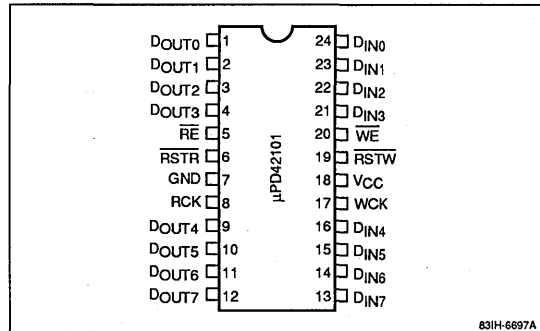 DOUT0 1 24 DIN0
DOUT1 2 23 DIN1
DOUT2 3 22 DIN2
DOUT3 4 21 DIN3
RE 5 20 WE
RSTR 6 19 RSTW
GND 7 18 VCC
RCK 8 17 WCK
DOUT4 9 16 DIN4
DOUT5 10 15 DIN5
DOUT6 11 14 DIN6
DOUT7 12 13 DIN7
μPD42101
83IH-6697A